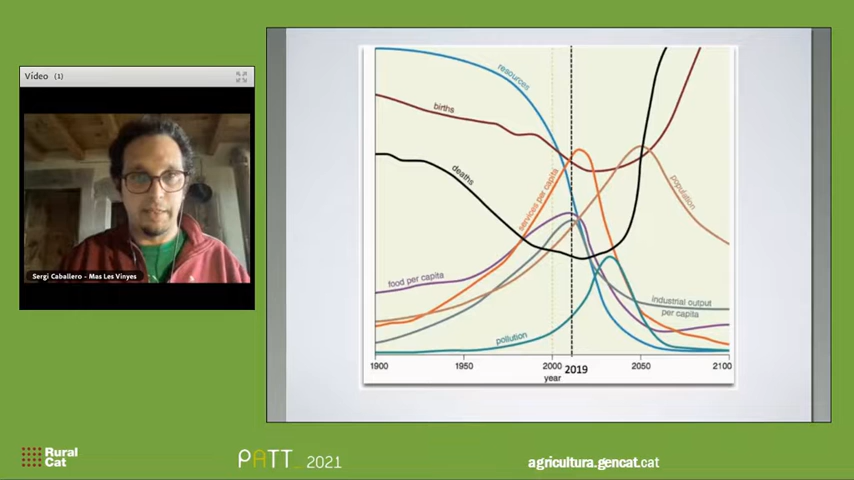 Vídeo (1)
Sergi Caballero - Mas Les Vinyes
resources
births
deaths
services per capita
population
food per capita
industrial output
per capita
pollution
1900
1950
2000
2019
2050
2100
year
Rural
Cat
PATT_ 2021
agricultura.gencat.cat